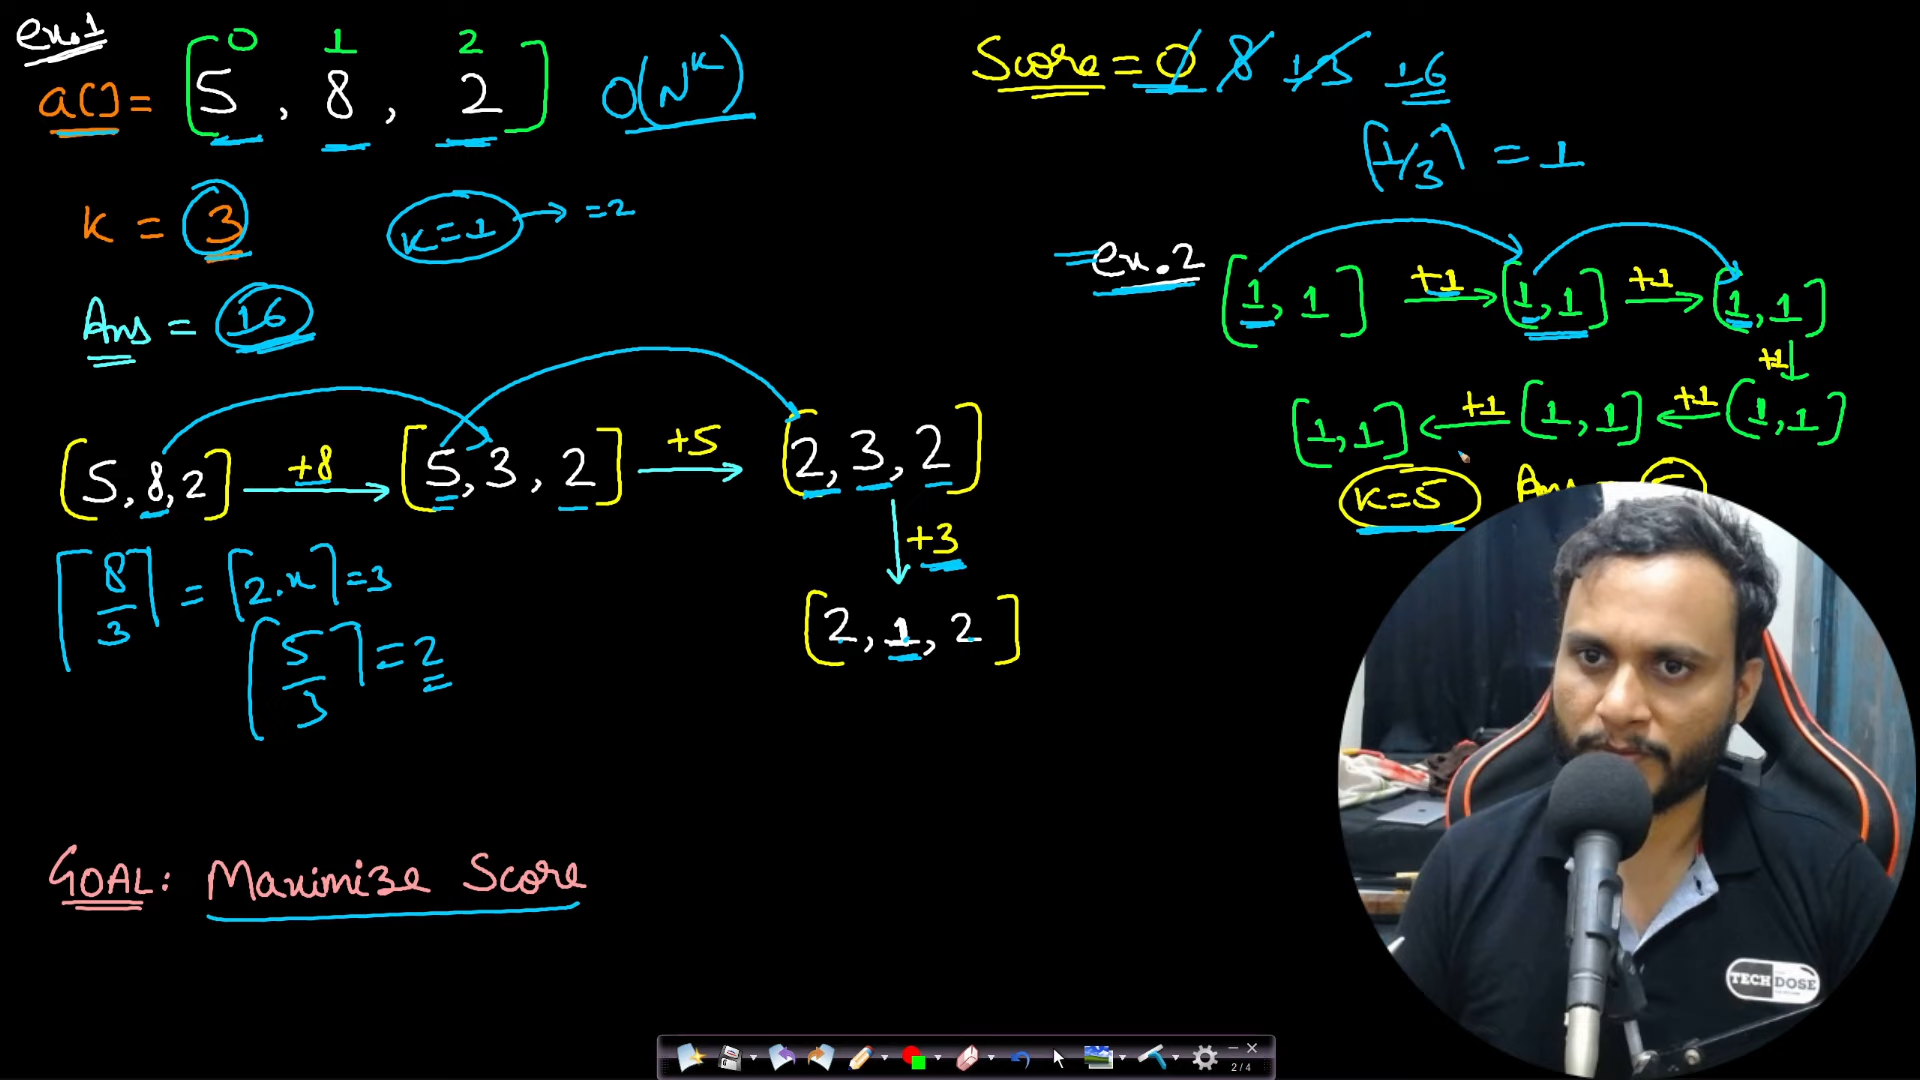 ex.1
0 1 2
a[] = [5, 8, 2] O(N^K)
K = 3 K=1 → =2
Ans = 16
[5,8,2] +8 [5,3,2] +5 [2,3,2]
+3
[2,1,2]
⌈8/3⌉ = ⌈2.x⌉=3
⌈5/3⌉=2
GOAL: Maximize Score
Score = 0 8 13 16
⌈1/3⌉ = 1
ex.2 [1,1] +1 [1,1] +1 [1,1]
+1
[1,1] +1 [1,1] +1 [1,1]
K=5 Ans
TECH DOSE
2/4